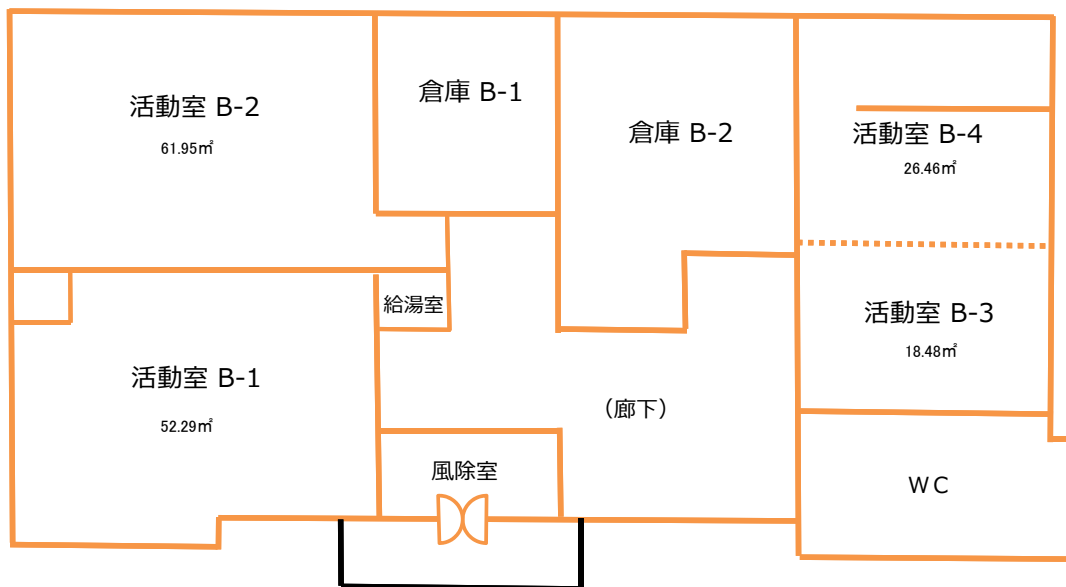 活動室 B-2
61.95㎡
倉庫 B-1
倉庫 B-2
活動室 B-4
26.46㎡
給湯室
活動室 B-3
18.48㎡
活動室 B-1
52.29㎡
（廊下）
風除室
ＷＣ